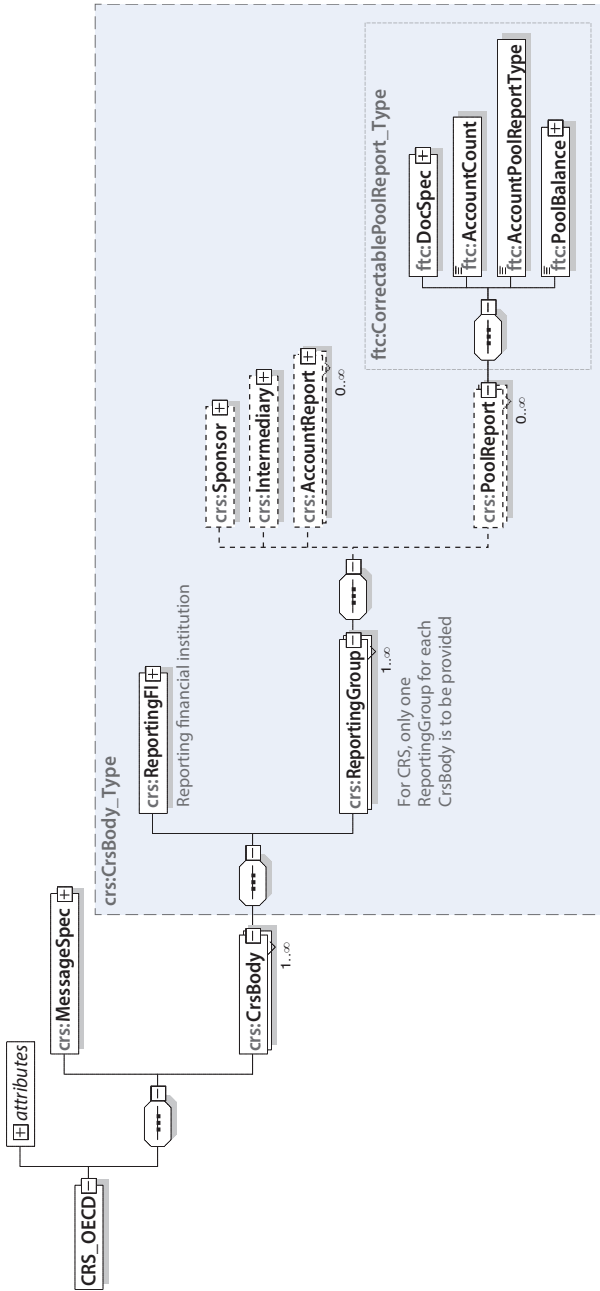 CRS_OECD
attributes
crs:MessageSpec
crs:CrsBody
1..∞
crs:CrsBody_Type
crs:ReportingFI
Reporting financial institution
crs:ReportingGroup
1..∞
For CRS, only one
ReportingGroup for each
CrsBody is to be provided
crs:Sponsor
crs:Intermediary
crs:AccountReport
0..∞
crs:PoolReport
0..∞
ftc:CorrectablePoolReport_Type
ftc:DocSpec
ftc:AccountCount
ftc:AccountPoolReportType
ftc:PoolBalance